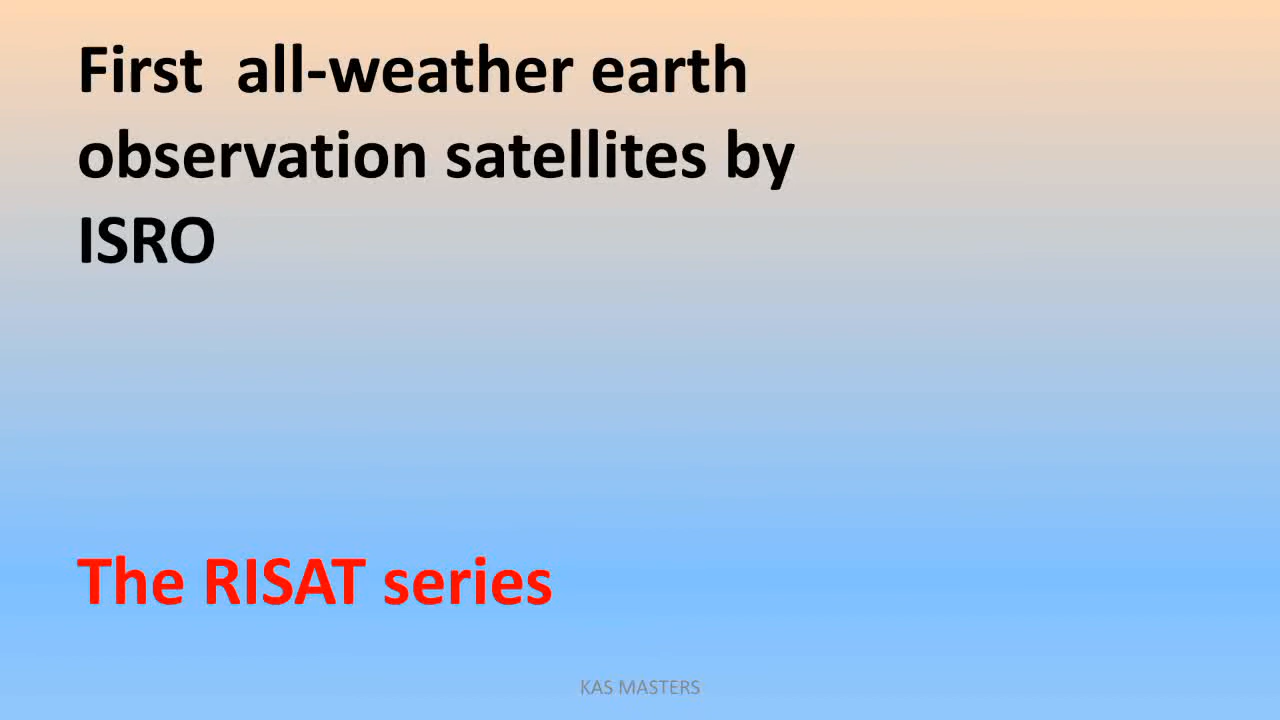 First  all-weather earth
observation satellites by
ISRO
The RISAT series
KAS MASTERS